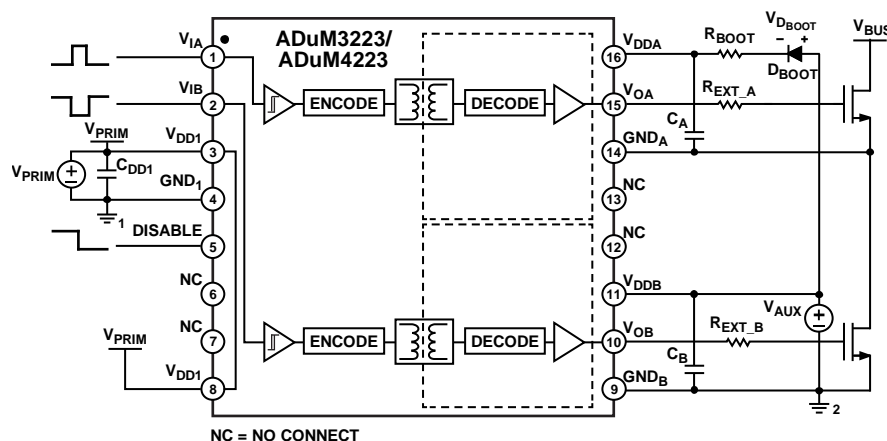 ADuM3223/
ADuM4223
VIA
1
VIB
2
VDD1
3
GND1
4
DISABLE
5
NC
6
NC
7
VDD1
8
VPRIM
VPRIM
CDD1
1
VPRIM
ENCODE
DECODE
ENCODE
DECODE
16
VDDA
15
VOA
14
GNDA
13
NC
12
NC
11
VDDB
10
VOB
9
GNDB
RBOOT
VDBOOT
− +
DBOOT
VBUS
REXT_A
CA
VAUX
REXT_B
CB
2
NC = NO CONNECT